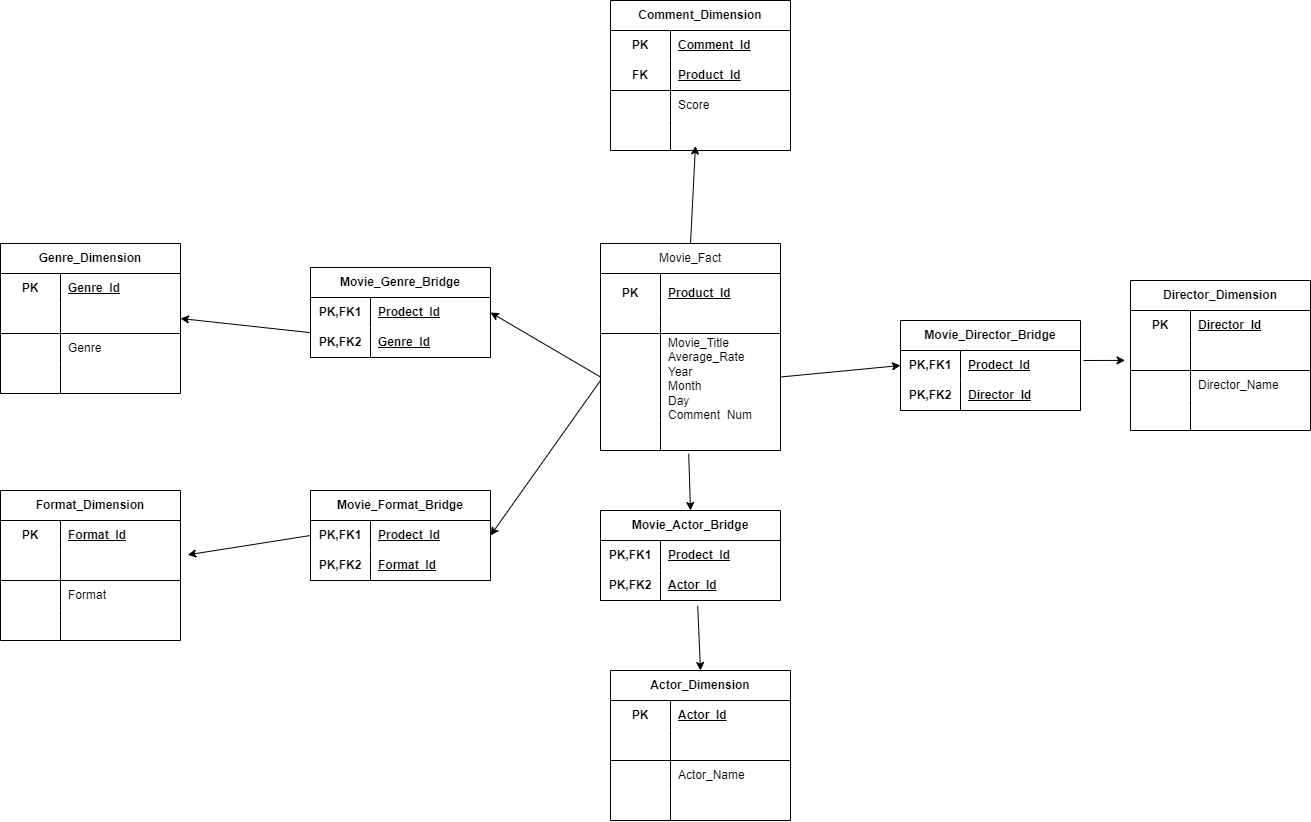 Comment_Dimension
PK Comment_Id
FK Product_Id
Score
Genre_Dimension
PK Genre_Id
Genre
Movie_Genre_Bridge
PK,FK1 Prodect_Id
PK,FK2 Genre_Id
Movie_Fact
PK Product_Id
Movie_Title
Average_Rate
Year
Month
Day
Comment_Num
Movie_Director_Bridge
PK,FK1 Prodect_Id
PK,FK2 Director_Id
Director_Dimension
PK Director_Id
Director_Name
Format_Dimension
PK Format_Id
Format
Movie_Format_Bridge
PK,FK1 Prodect_Id
PK,FK2 Format_Id
Movie_Actor_Bridge
PK,FK1 Prodect_Id
PK,FK2 Actor_Id
Actor_Dimension
PK Actor_Id
Actor_Name